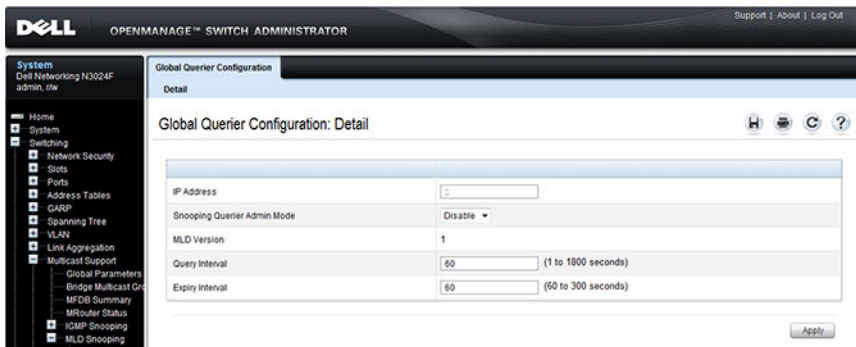 Support | About | Log Out
DELL OPENMANAGE™ SWITCH ADMINISTRATOR
System
Dell Networking N3024F
admin, r/w
Home
System
Switching
Network Security
Slots
Ports
Address Tables
GARP
Spanning Tree
VLAN
Link Aggregation
Multicast Support
Global Parameters
Bridge Multicast Gro
MFDB Summary
MRouter Status
IGMP Snooping
MLD Snooping
Global Querier Configuration
Detail
Global Querier Configuration: Detail
IP Address ::
Snooping Querier Admin Mode Disable
MLD Version 1
Query Interval 60 (1 to 1800 seconds)
Expiry Interval 60 (60 to 300 seconds)
Apply